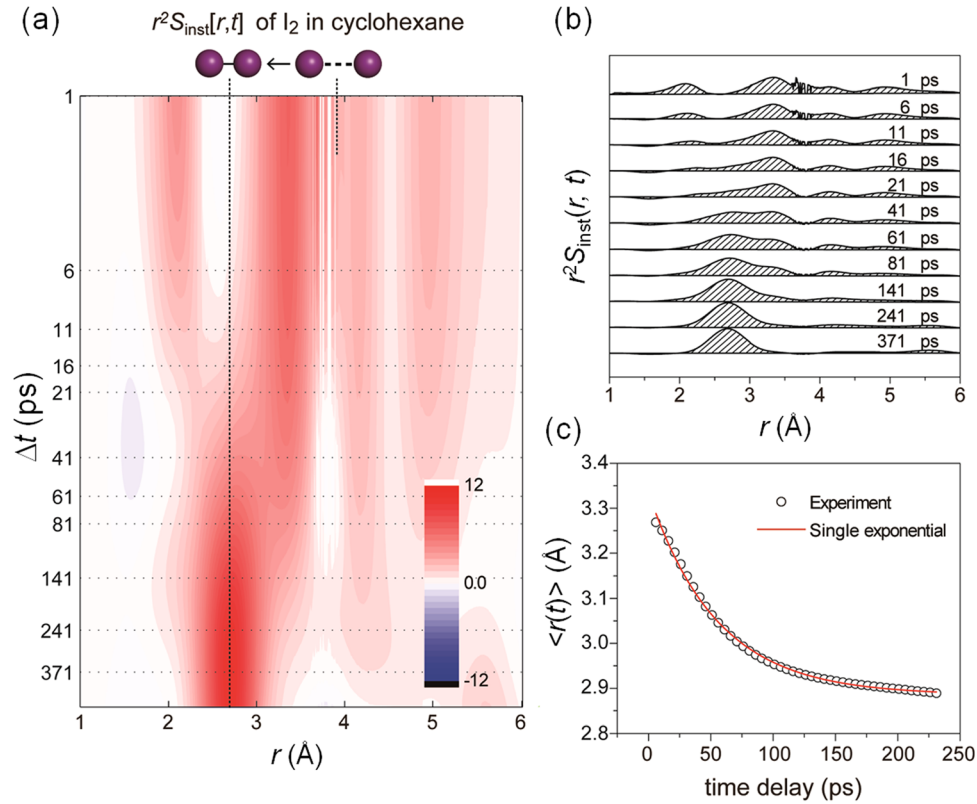 (a)
r²S_inst[r,t] of I₂ in cyclohexane
1
6
11
16
21
41
61
81
141
241
371
Δt (ps)
12
0.0
-12
1 2 3 4 5 6
r (Å)
(b)
1 ps
6 ps
11 ps
16 ps
21 ps
41 ps
61 ps
81 ps
141 ps
241 ps
371 ps
r²S_inst(r, t)
1 2 3 4 5 6
r (Å)
(c)
3.4
3.3
3.2
3.1
3.0
2.9
2.8
<r(t)> (Å)
Experiment
Single exponential
0 50 100 150 200 250
time delay (ps)